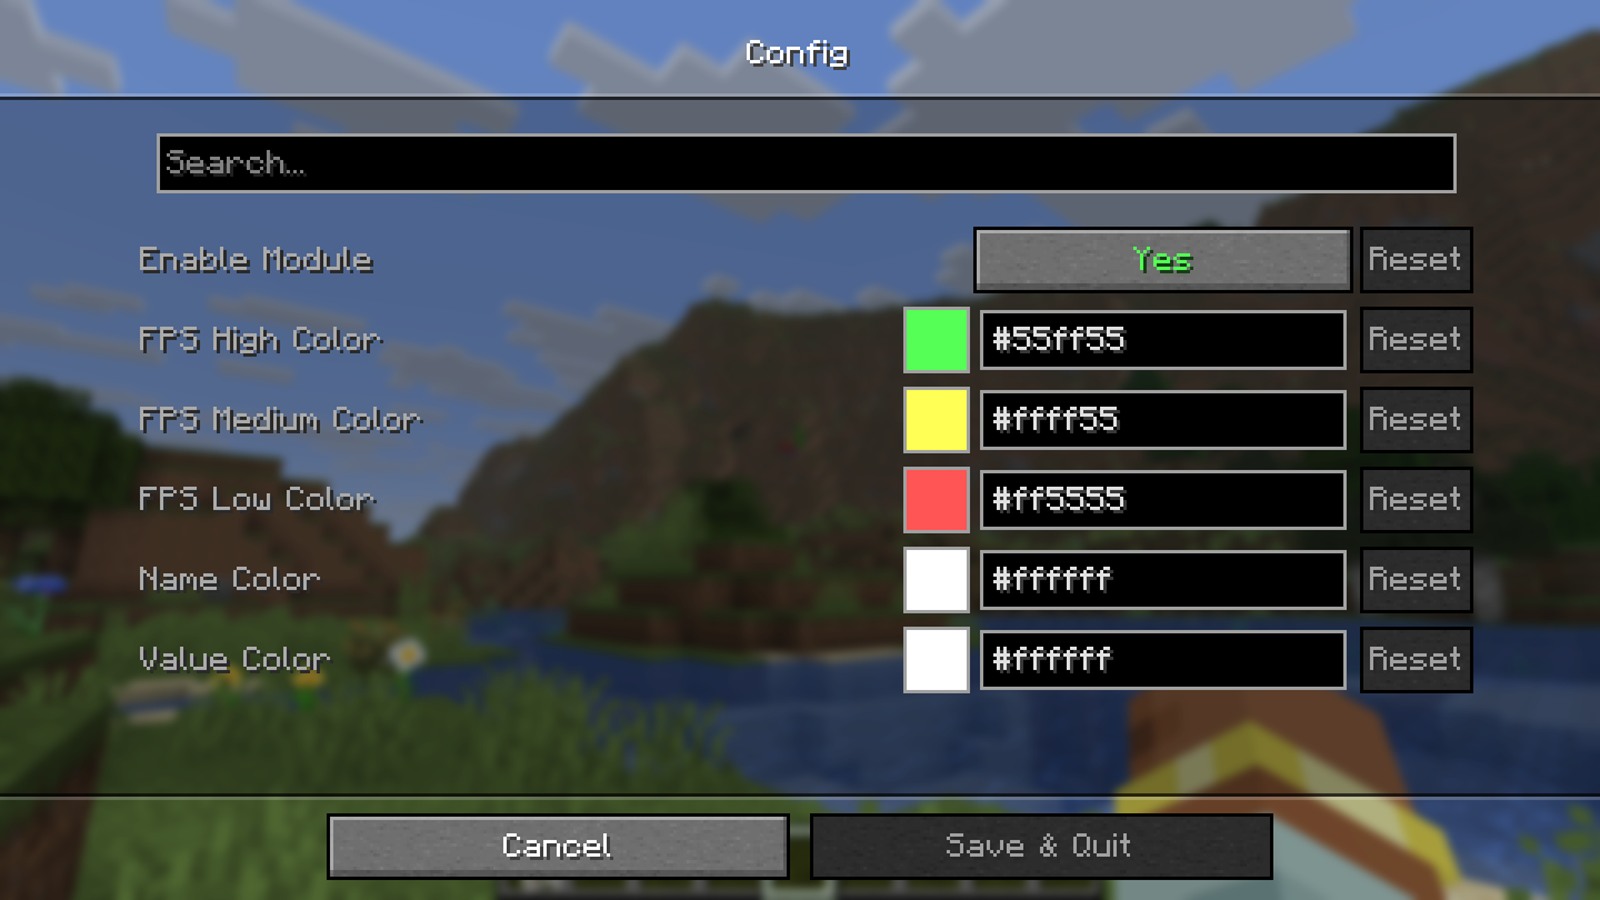 Config
Search...
Enable Module Yes Reset
FPS High Color #55ff55 Reset
FPS Medium Color #ffff55 Reset
FPS Low Color #ff5555 Reset
Name Color #ffffff Reset
Value Color #ffffff Reset
Cancel Save & Quit